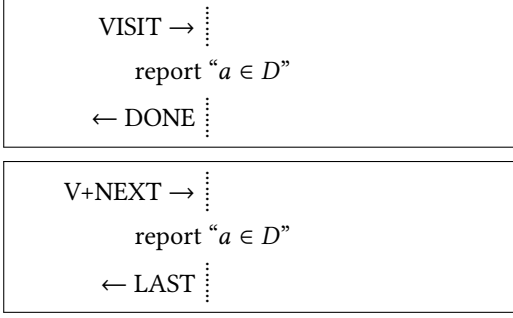 VISIT →
report “a ∈ D”
← DONE
V+NEXT →
report “a ∈ D”
← LAST